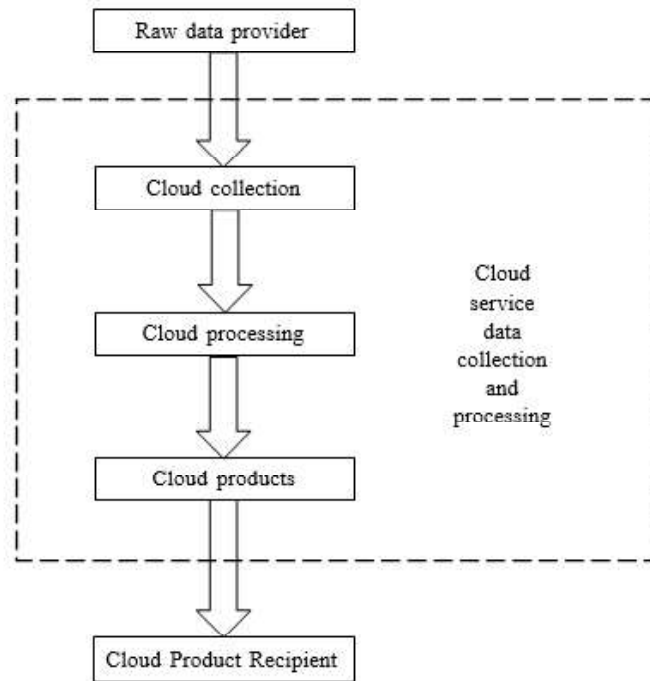 Raw data provider
Cloud collection
Cloud
service
data
collection
and
processing
Cloud processing
Cloud products
Cloud Product Recipient